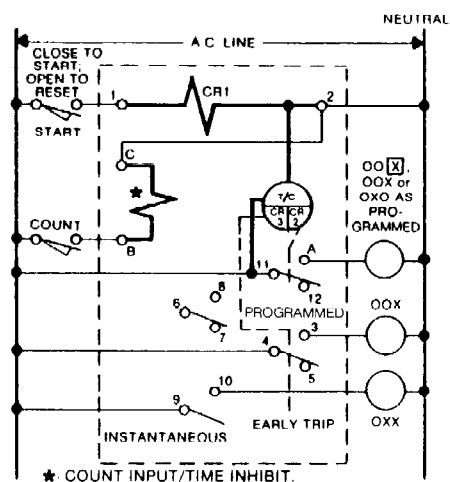 NEUTRAL
A C LINE
CLOSE TO
START;
OPEN TO
RESET
1
CR1
2
START
C
★
T/C
CR CR
3 2
OO X ,
OOX or
OXO AS
PRO-
GRAMMED
COUNT
B
A
11
12
8
PROGRAMMED
OOX
6
7
3
4
5
10
9
OXX
INSTANTANEOUS
EARLY TRIP
★ COUNT INPUT/TIME INHIBIT.